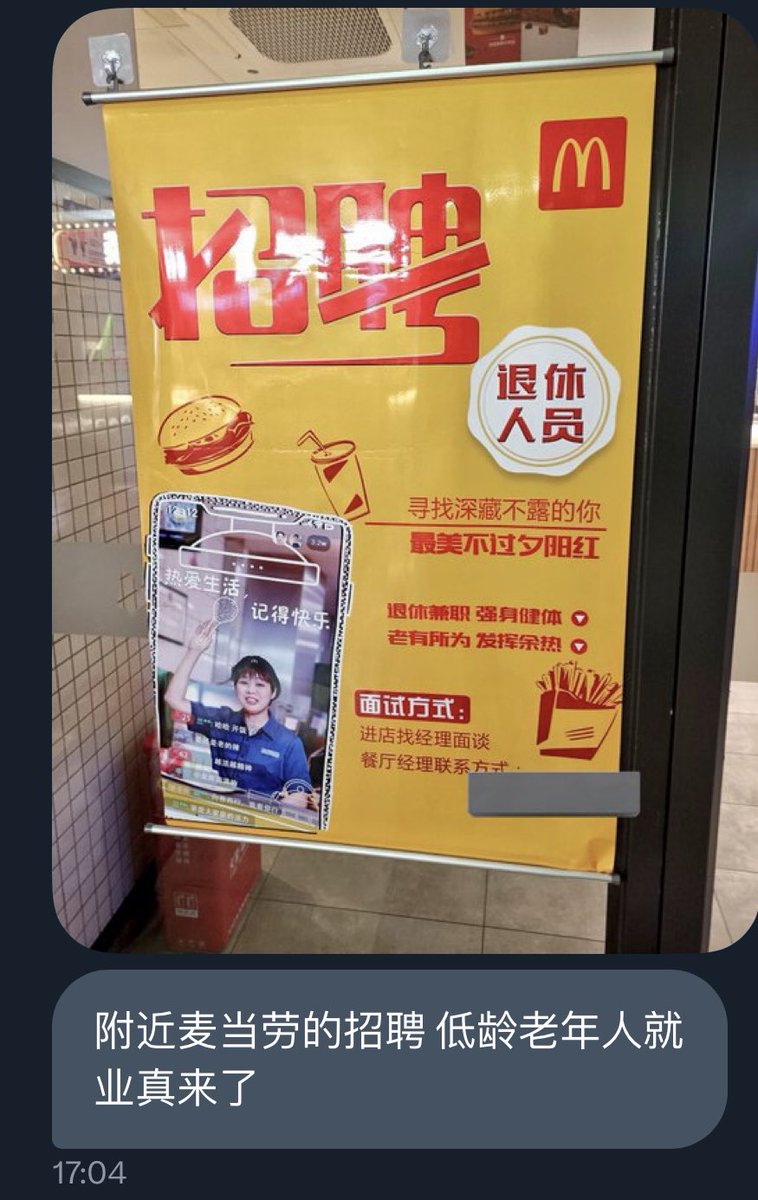 招聘
退休
人员
寻找深藏不露的你
最美不过夕阳红
热爱生活,
记得快乐
退休兼职 强身健体
老有所为 发挥余热
面试方式：
进店找经理面谈
餐厅经理联系方式：
附近麦当劳的招聘 低龄老年人就
业真来了
17:04